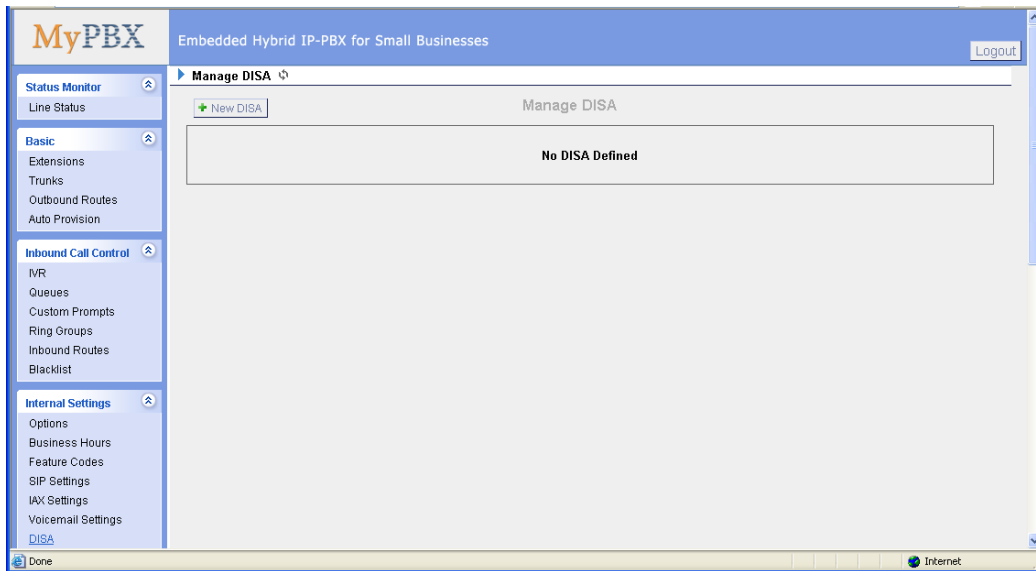 MyPBX
Embedded Hybrid IP-PBX for Small Businesses
Logout
Status Monitor
Line Status
Basic
Extensions
Trunks
Outbound Routes
Auto Provision
Inbound Call Control
IVR
Queues
Custom Prompts
Ring Groups
Inbound Routes
Blacklist
Internal Settings
Options
Business Hours
Feature Codes
SIP Settings
IAX Settings
Voicemail Settings
DISA
Manage DISA
New DISA
Manage DISA
No DISA Defined
Done
Internet